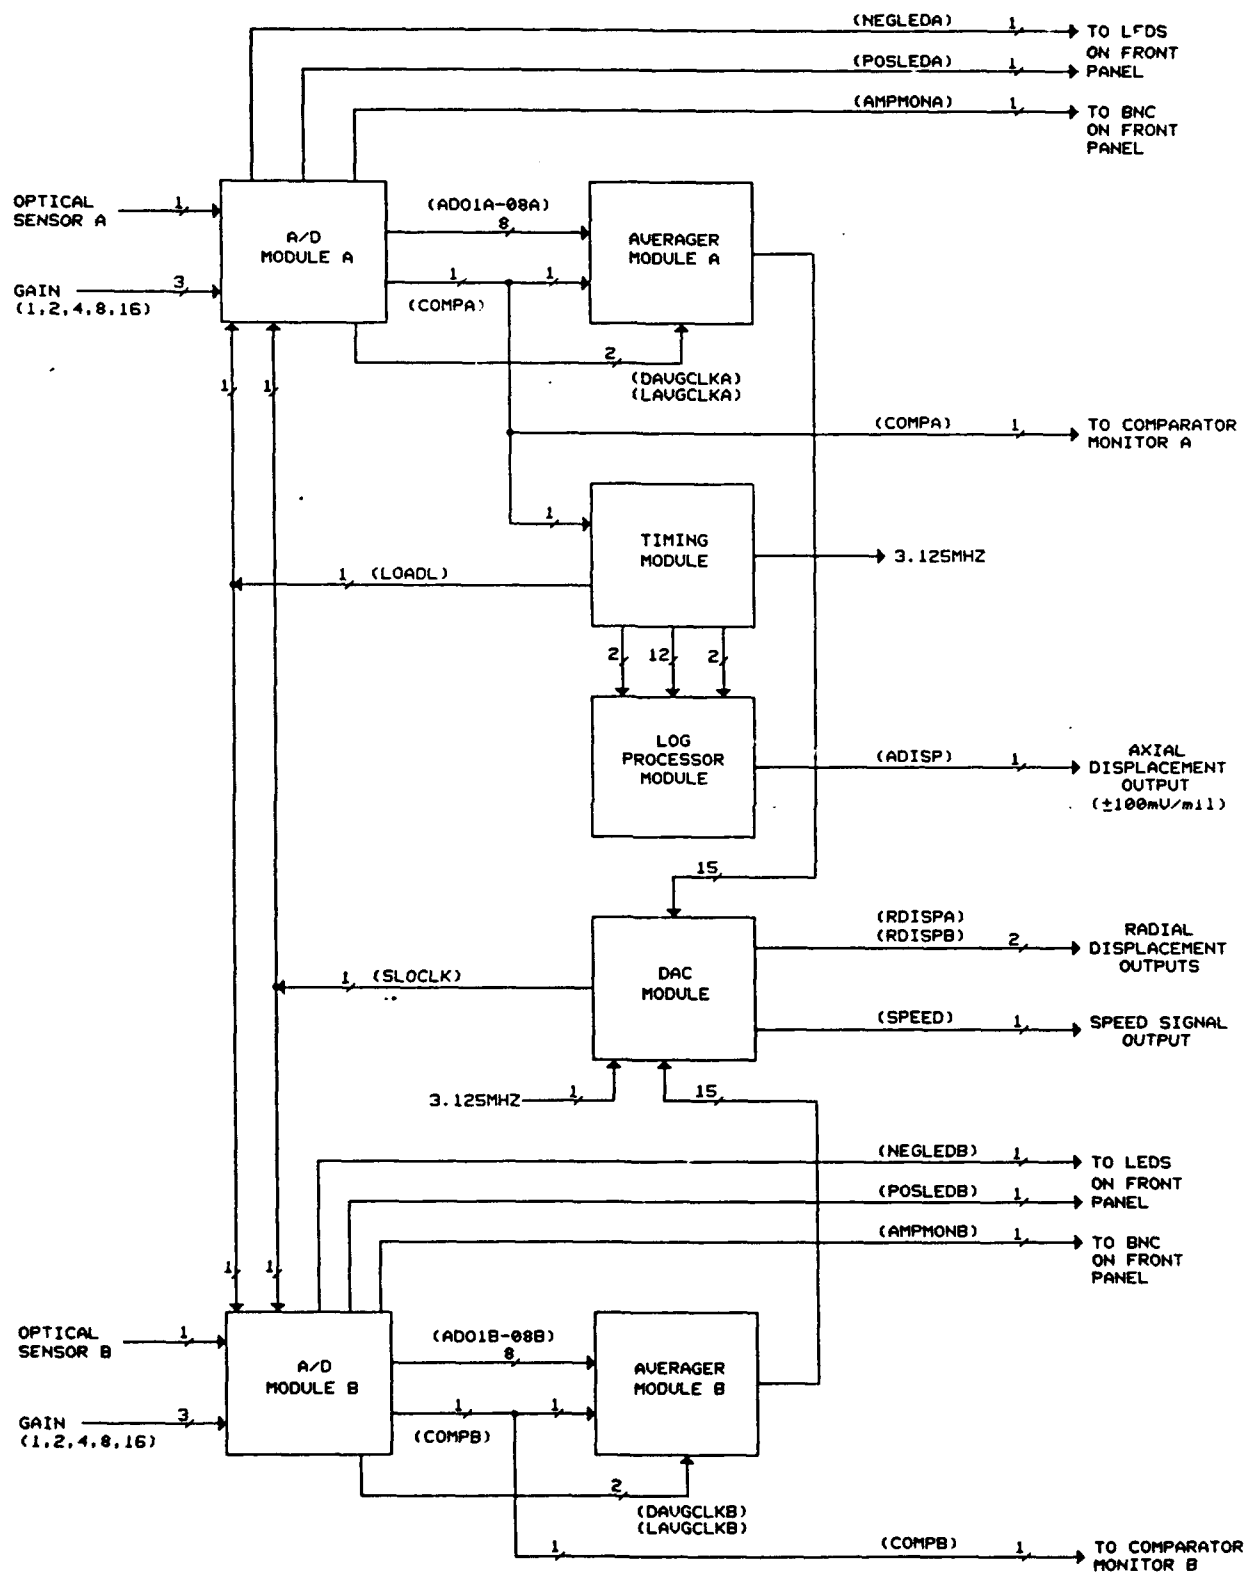 (NEGLEDA) 1 TO LEDS
ON FRONT
(POSLEDA) 1 PANEL
(AMPMONA) 1 TO BNC
ON FRONT
PANEL
OPTICAL
SENSOR A
1
A/D
MODULE A
(ADO1A-08A)
8
AVERAGER
MODULE A
GAIN
(1,2,4,8,16)
3
1
1
(COMPA)
2
(DAVGCLKA)
(LAVGCLKA)
1
1
(COMPA) 1 TO COMPARATOR
MONITOR A
1
TIMING
MODULE
3.125MHZ
1 (LOADL)
2
12
2
LOG
PROCESSOR
MODULE
(ADISP) 1
AXIAL
DISPLACEMENT
OUTPUT
(±100mV/mil)
15
(RDISPA)
(RDISPB) 2
RADIAL
DISPLACEMENT
OUTPUTS
DAC
MODULE
1 (SLOCLK)
(SPEED) 1
SPEED SIGNAL
OUTPUT
3.125MHZ 1
15
(NEGLEDB) 1 TO LEDS
ON FRONT
(POSLEDB) 1 PANEL
(AMPMONB) 1 TO BNC
ON FRONT
PANEL
1
1
OPTICAL
SENSOR B
1
A/D
MODULE B
(ADO1B-08B)
8
AVERAGER
MODULE B
GAIN
(1,2,4,8,16)
3
1
1
(COMPB)
2
(DAVGCLKB)
(LAVGCLKB)
1
(COMPB) 1 TO COMPARATOR
MONITOR B